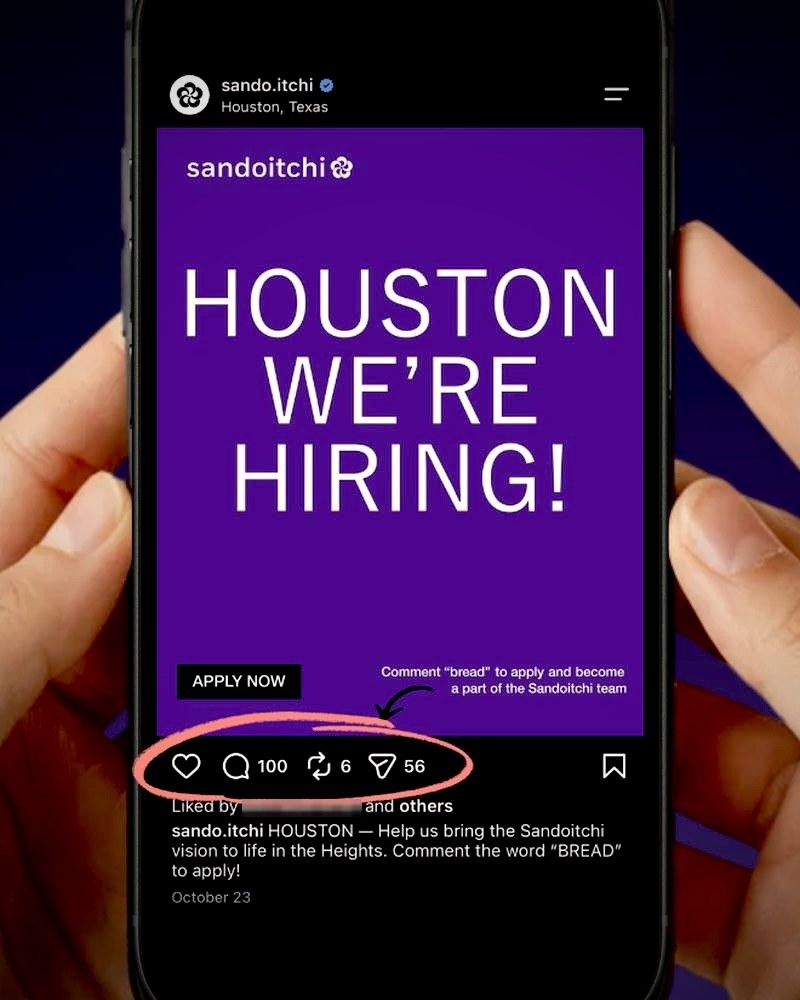 sando.itchi
Houston, Texas
sandoitchi
HOUSTON
WE’RE
HIRING!
APPLY NOW
Comment “bread” to apply and become
a part of the Sandoitchi team
100 6 56
Liked by and others
sando.itchi HOUSTON — Help us bring the Sandoitchi
vision to life in the Heights. Comment the word “BREAD”
to apply!
October 23